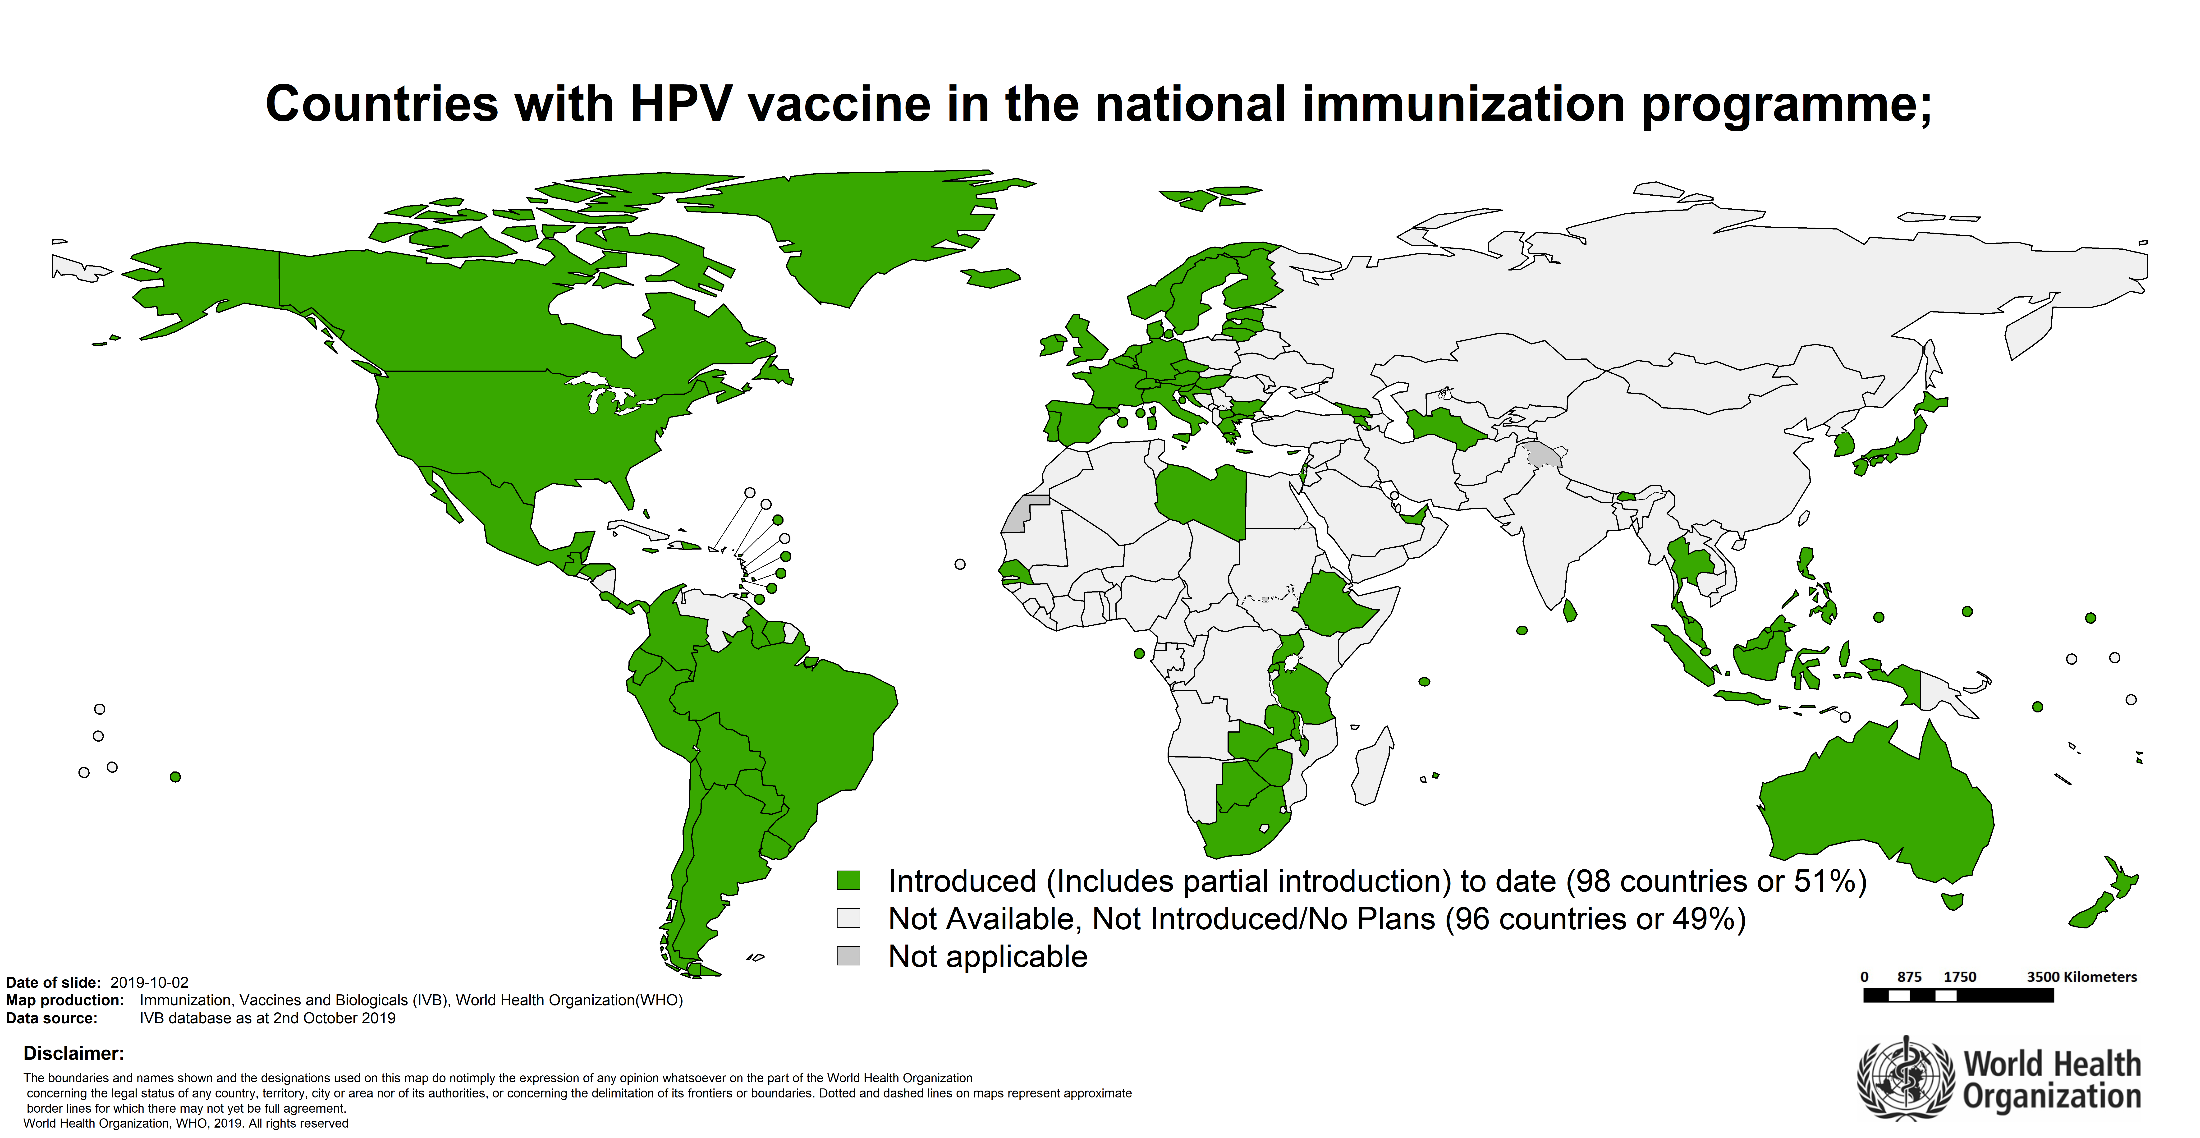 Countries with HPV vaccine in the national immunization programme;
Introduced (Includes partial introduction) to date (98 countries or 51%)
Not Available, Not Introduced/No Plans (96 countries or 49%)
Not applicable
0 875 1750 3500 Kilometers
Date of slide: 2019-10-02
Map production: Immunization, Vaccines and Biologicals (IVB), World Health Organization(WHO)
Data source: IVB database as at 2nd October 2019
Disclaimer:
The boundaries and names shown and the designations used on this map do notimply the expression of any opinion whatsoever on the part of the World Health Organization
concerning the legal status of any country, territory, city or area nor of its authorities, or concerning the delimitation of its frontiers or boundaries. Dotted and dashed lines on maps represent approximate
border lines for which there may not yet be full agreement.
World Health Organization, WHO, 2019. All rights reserved
World Health
Organization